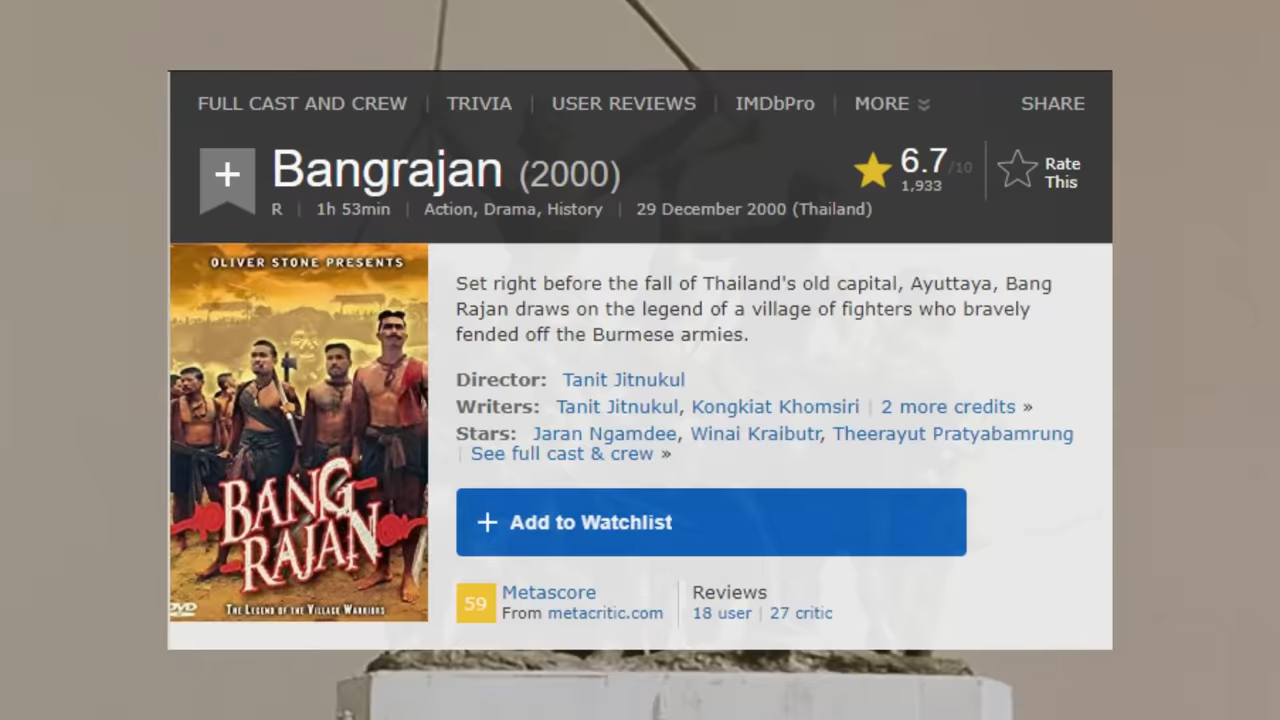 FULL CAST AND CREW | TRIVIA | USER REVIEWS | IMDbPro | MORE SHARE
+ Bangrajan (2000) 6.7/10 Rate
1,933 This
R | 1h 53min | Action, Drama, History | 29 December 2000 (Thailand)
OLIVER STONE PRESENTS
BANG
RAJAN
DVD THE LEGEND OF THE VILLAGE WARRIORS
Set right before the fall of Thailand's old capital, Ayuttaya, Bang
Rajan draws on the legend of a village of fighters who bravely
fended off the Burmese armies.
Director: Tanit Jitnukul
Writers: Tanit Jitnukul, Kongkiat Khomsiri | 2 more credits »
Stars: Jaran Ngamdee, Winai Kraibutr, Theerayut Pratyabamrung
| See full cast & crew »
+ Add to Watchlist
59 Metascore Reviews
From metacritic.com 18 user | 27 critic